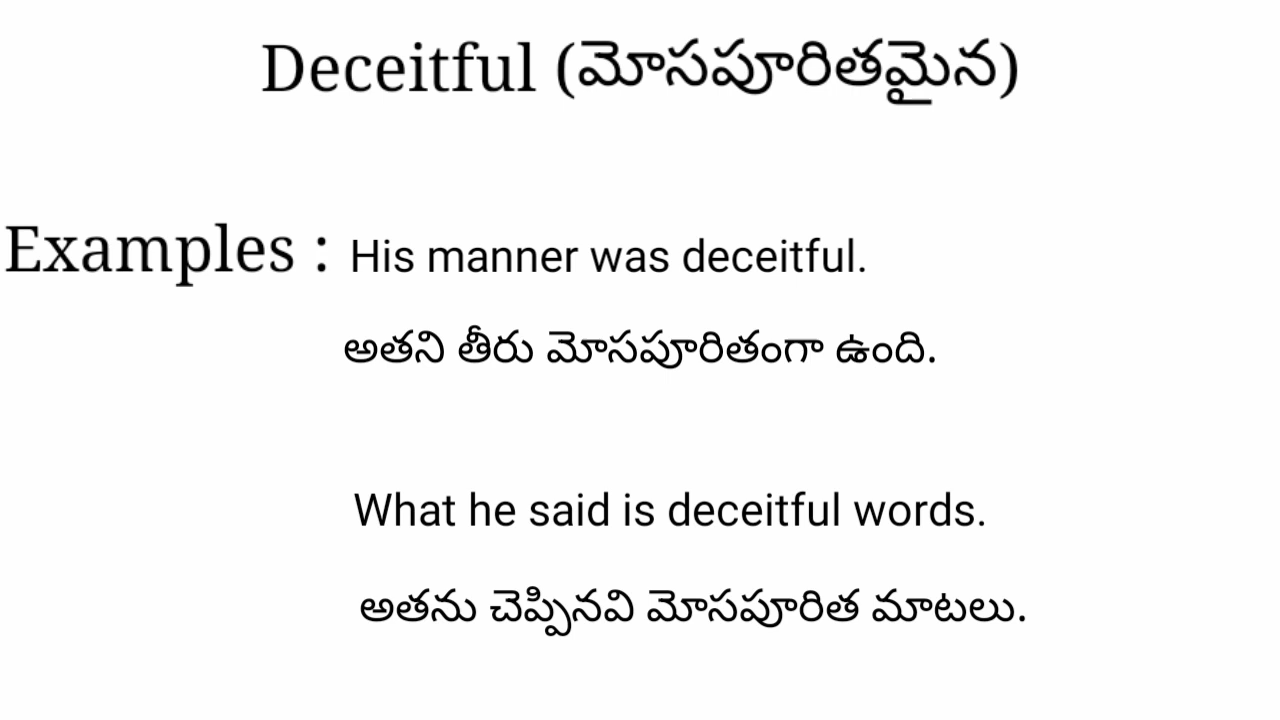 Deceitful (మోసపూరితమైన)
Examples : His manner was deceitful.
అతని తీరు మోసపూరితంగా ఉంది.
What he said is deceitful words.
అతను చెప్పినవి మోసపూరిత మాటలు.